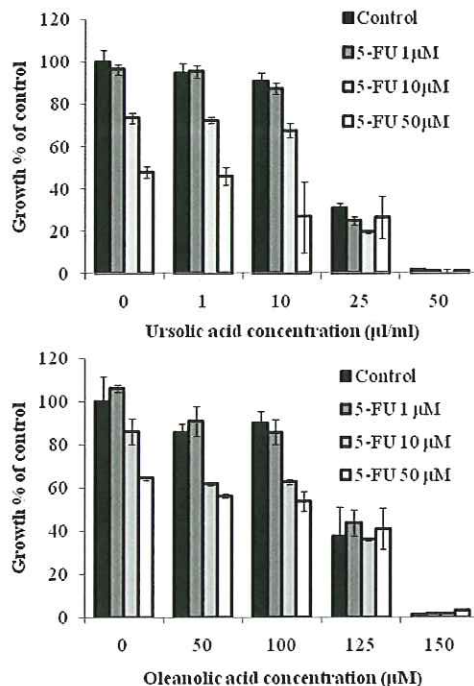 Growth % of control
120
100
80
60
40
20
0
Control
5-FU 1µM
5-FU 10µM
5-FU 50µM
0 1 10 25 50
Ursolic acid concentration (µl/ml)
Growth % of control
120
100
80
60
40
20
0
Control
5-FU 1 µM
5-FU 10 µM
5-FU 50 µM
0 50 100 125 150
Oleanolic acid concentration (µM)